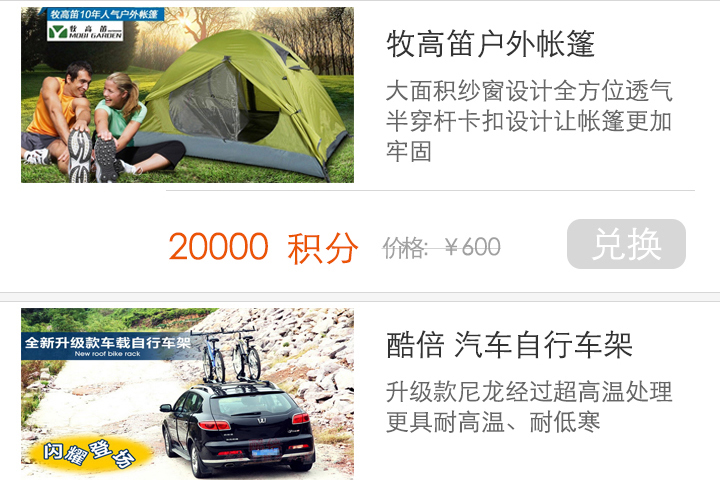 牧高笛10年人气户外帐篷
牧高笛
MOBI GARDEN
牧高笛户外帐篷
大面积纱窗设计全方位透气
半穿杆卡扣设计让帐篷更加
牢固
20000 积分
价格: ￥600
兑换
全新升级款车载自行车架
New roof bike rack
闪耀登场
酷倍 汽车自行车架
升级款尼龙经过超高温处理
更具耐高温、耐低寒